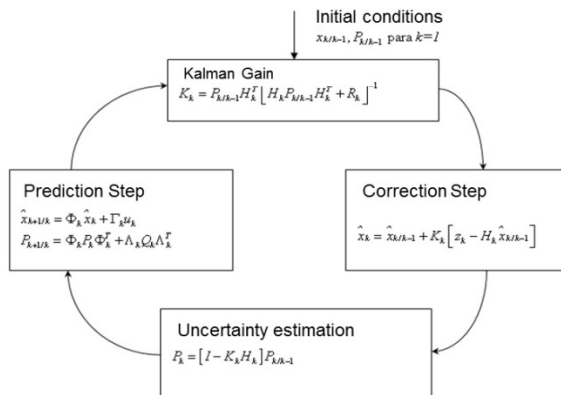 Initial conditions
x_{k/k-1}, P_{k/k-1} para k=1
Kalman Gain
K_k = P_{k/k-1} H_k^T [H_k P_{k/k-1} H_k^T + R_k]^{-1}
Prediction Step
x̂_{k+1/k} = Φ_k x̂_k + Γ_k u_k
P_{k+1/k} = Φ_k P_k Φ_k^T + Λ_k Q_k Λ_k^T
Correction Step
x̂_k = x̂_{k/k-1} + K_k [z_k - H_k x̂_{k/k-1}]
Uncertainty estimation
P_k = [I - K_k H_k] P_{k/k-1}